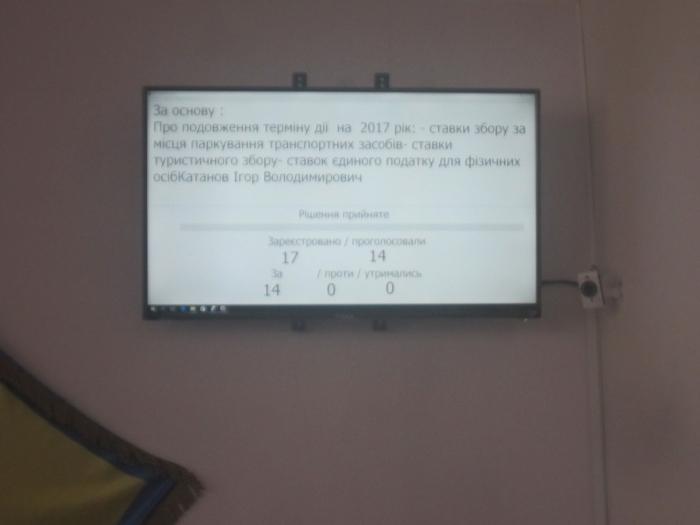 За основу :
Про подовження терміну дії на 2017 рік: - ставки збору за
місця паркування транспортних засобів- ставки
туристичного збору- ставок єдиного податку для фізичних
осібКатанов Ігор Володимирович
Рішення прийняте
Зареєстровано / проголосовали
17 14
За / проти / утримались
14 0 0